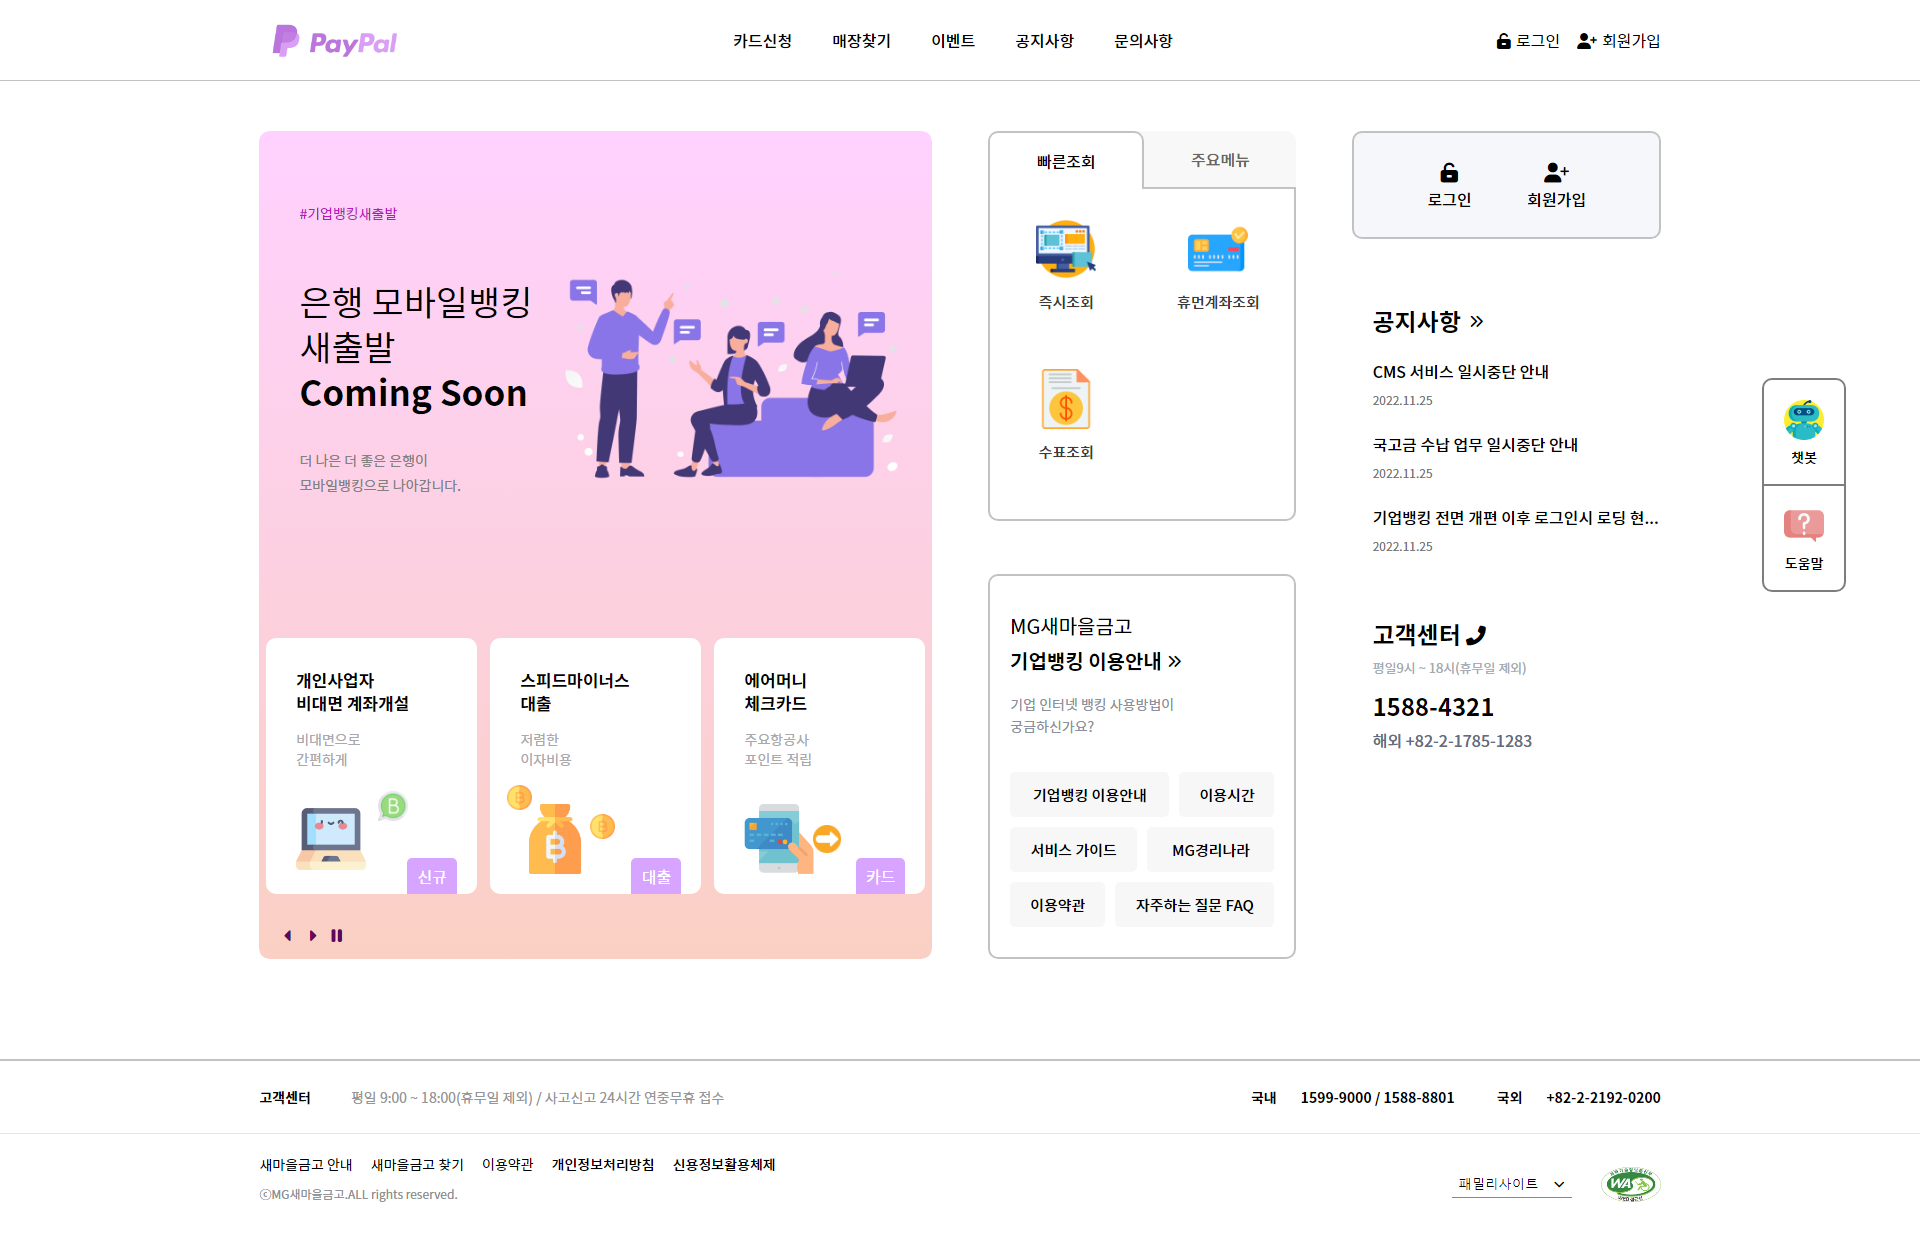 PayPal
카드신청 매장찾기 이벤트 공지사항 문의사항
로그인 회원가입
#기업뱅킹새출발
은행 모바일뱅킹
새출발
Coming Soon
더 나은 더 좋은 은행이
모바일뱅킹으로 나아갑니다.
개인사업자
비대면 계좌개설
비대면으로
간편하게
B
신규
스피드마이너스
대출
저렴한
이자비용
대출
에어머니
체크카드
주요항공사
포인트 적립
카드
빠른조회
주요메뉴
즉시조회
휴먼계좌조회
수표조회
MG새마을금고
기업뱅킹 이용안내
기업 인터넷 뱅킹 사용방법이
궁금하신가요?
기업뱅킹 이용안내
이용시간
서비스 가이드
MG경리나라
이용약관
자주하는 질문 FAQ
로그인
회원가입
공지사항
CMS 서비스 일시중단 안내
2022.11.25
국고금 수납 업무 일시중단 안내
2022.11.25
기업뱅킹 전면 개편 이후 로그인시 로딩 현...
2022.11.25
고객센터
평일9시 ~ 18시(휴무일 제외)
1588-4321
해외 +82-2-1785-1283
챗봇
?
도움말
고객센터 평일 9:00 ~ 18:00(휴무일 제외) / 사고신고 24시간 연중무휴 접수
국내 1599-9000 / 1588-8801 국외 +82-2-2192-0200
새마을금고 안내 새마을금고 찾기 이용약관 개인정보처리방침 신용정보활용체제
ⓒMG새마을금고.ALL rights reserved.
패밀리사이트
WA